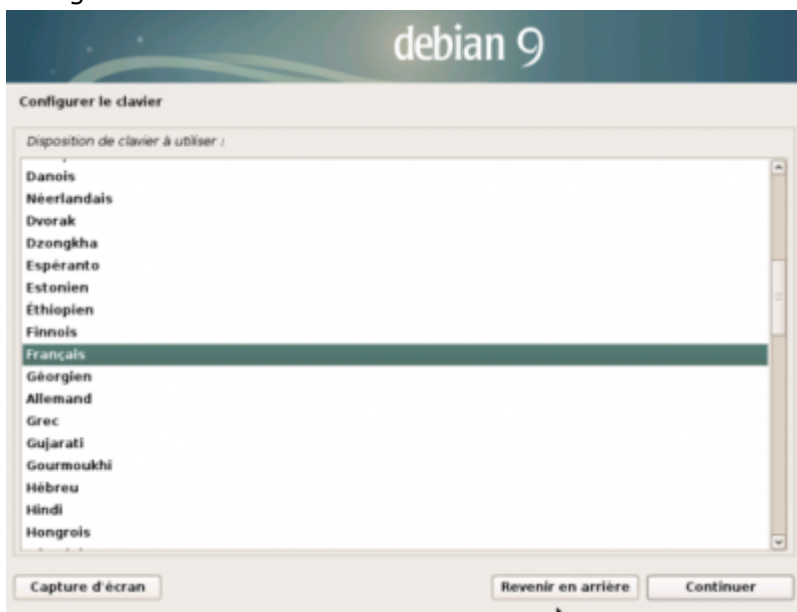 debian 9
Configurer le clavier
Disposition de clavier à utiliser :
Danois
Néerlandais
Dvorak
Dzongkha
Espéranto
Estonien
Éthiopien
Finnois
Français
Géorgien
Allemand
Grec
Gujarati
Gourmoukhi
Hébreu
Hindi
Hongrois
Capture d'écran
Revenir en arrière
Continuer